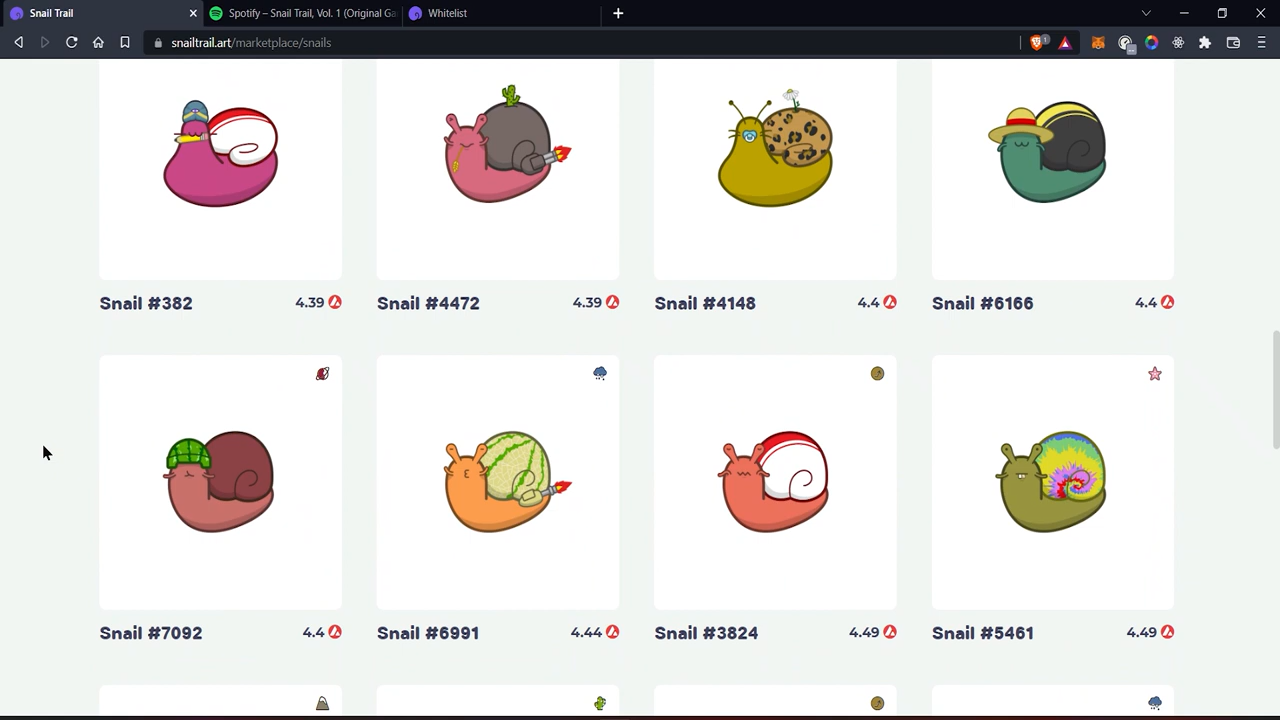 Snail Trail
Spotify – Snail Trail, Vol. 1 (Original Ga
Whitelist
snailtrail.art/marketplace/snails
1
Snail #382 4.39
Snail #4472 4.39
Snail #4148 4.4
Snail #6166 4.4
Snail #7092 4.4
Snail #6991 4.44
Snail #3824 4.49
Snail #5461 4.49